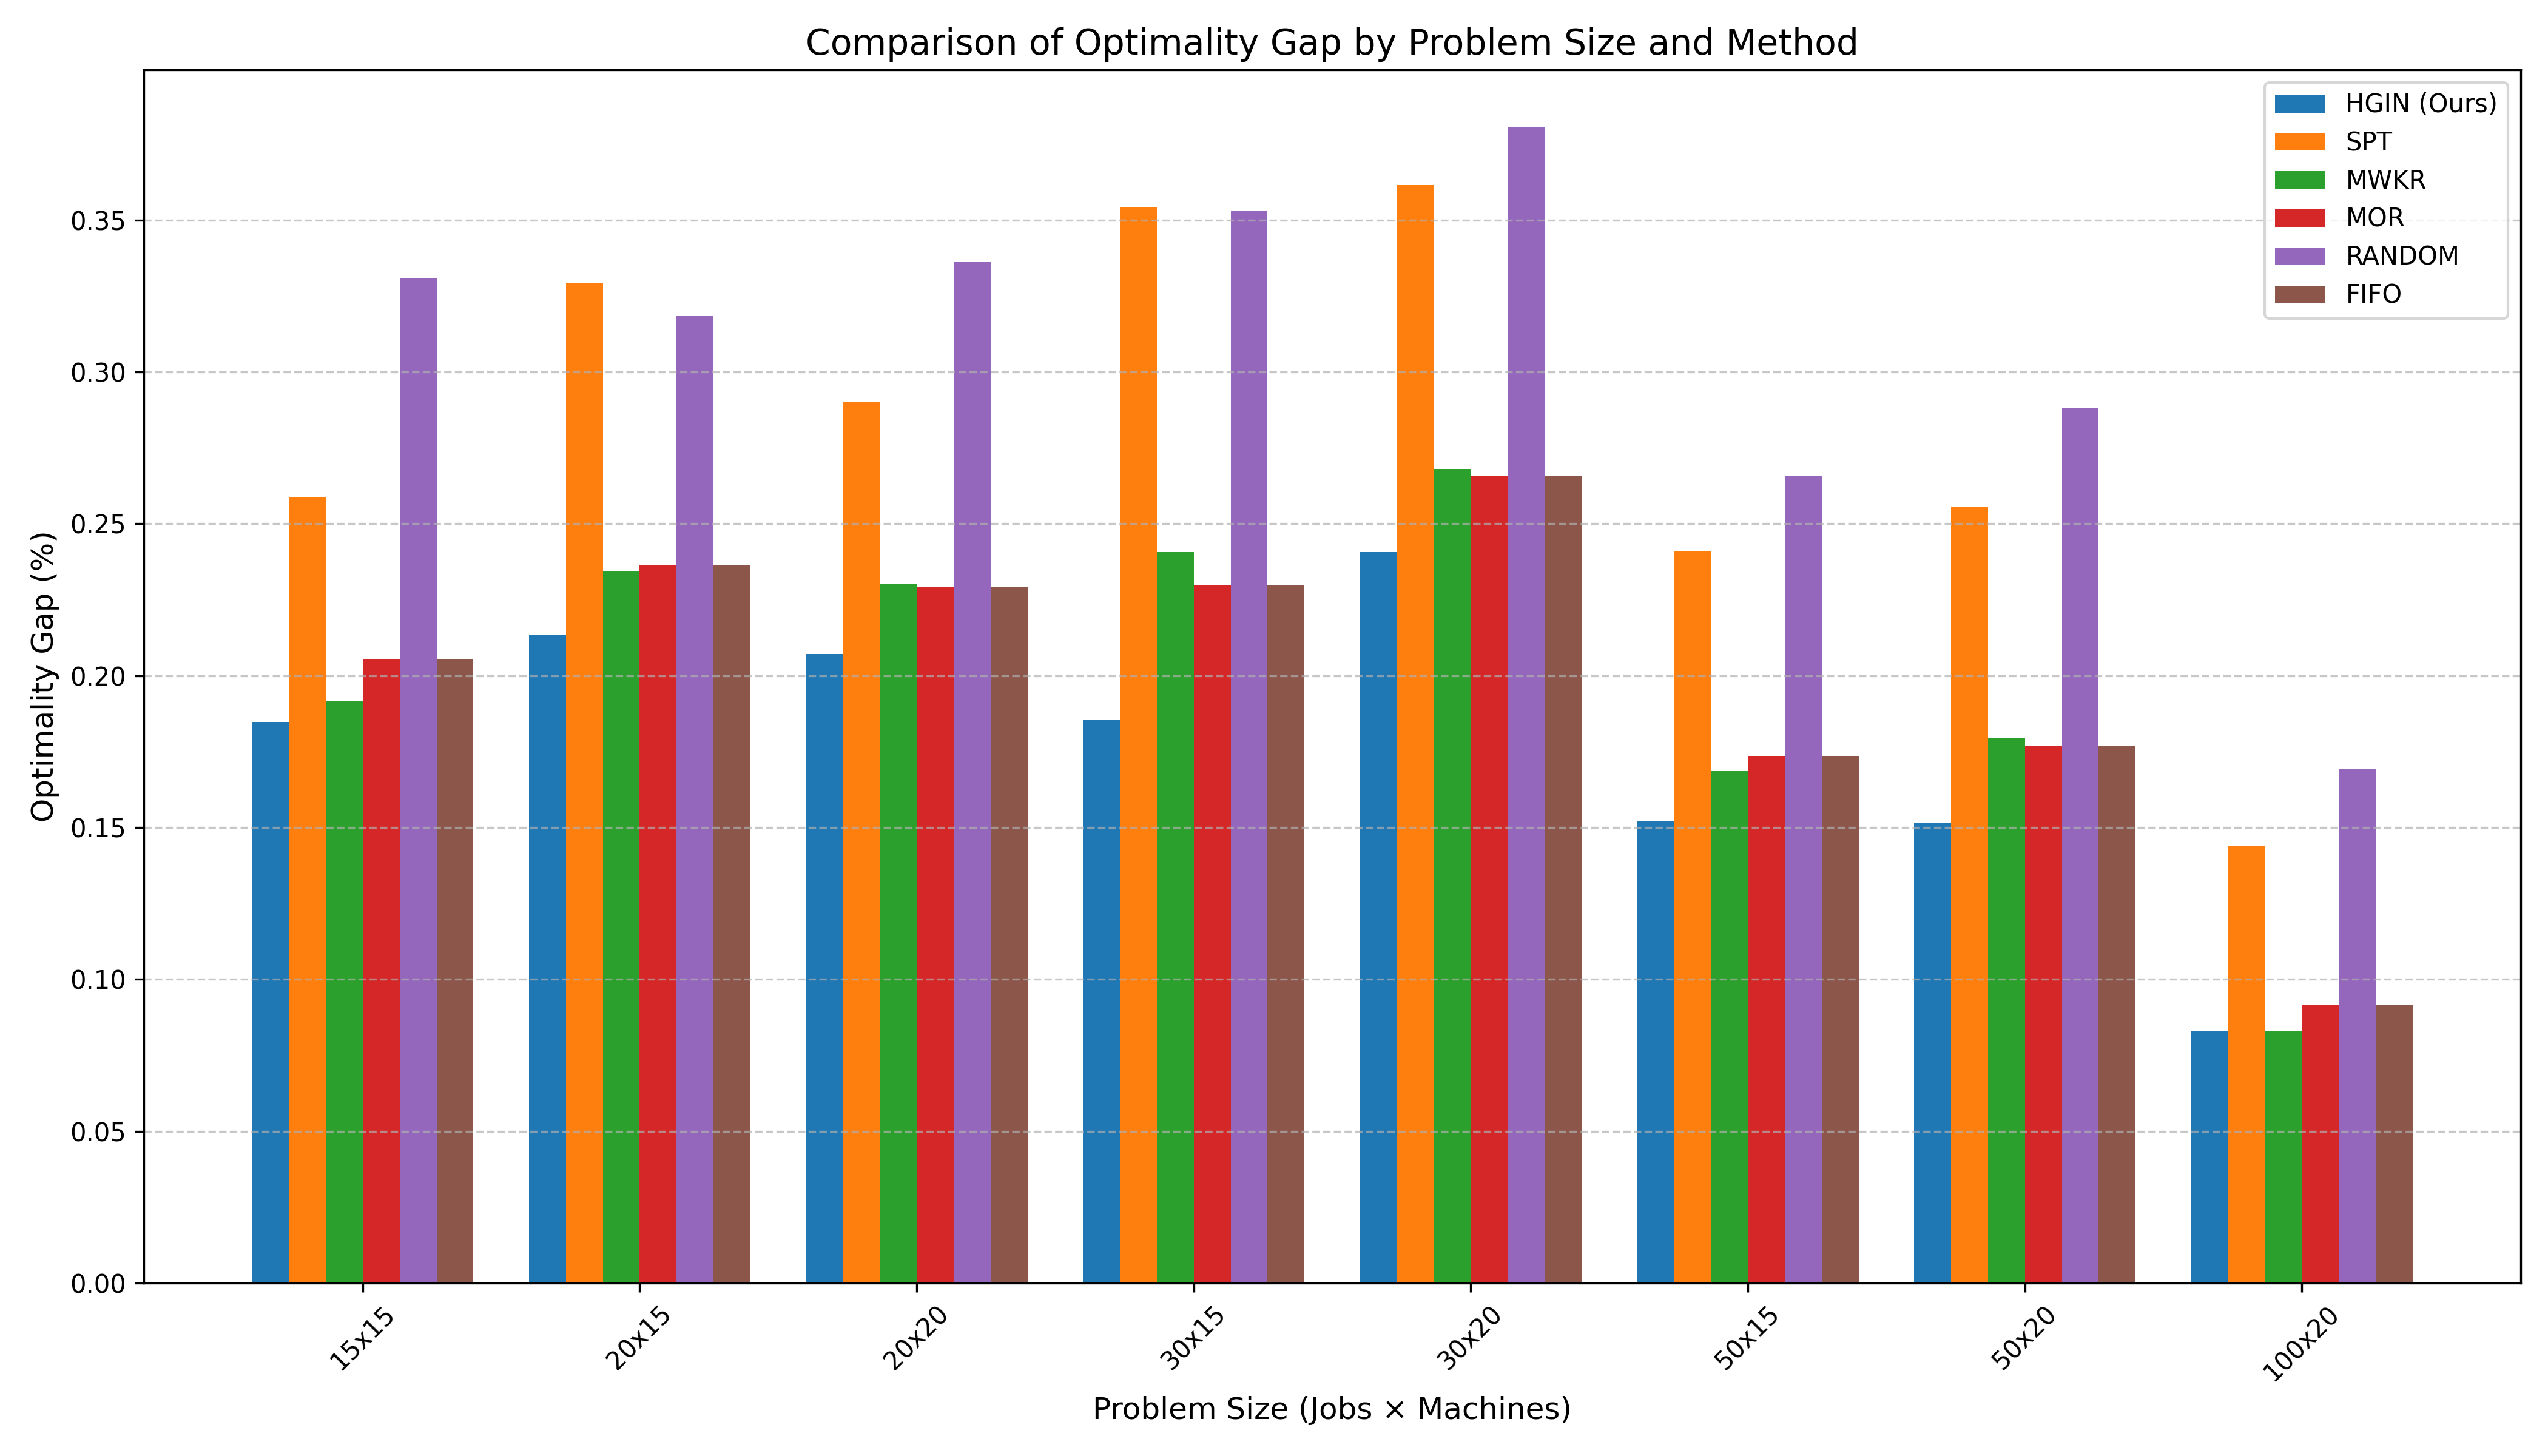 Comparison of Optimality Gap by Problem Size and Method
HGIN (Ours)
SPT
MWKR
MOR
RANDOM
FIFO
Optimality Gap (%)
0.35
0.30
0.25
0.20
0.15
0.10
0.05
0.00
15x15
20x15
20x20
30x15
30x20
50x15
50x20
100x20
Problem Size (Jobs × Machines)